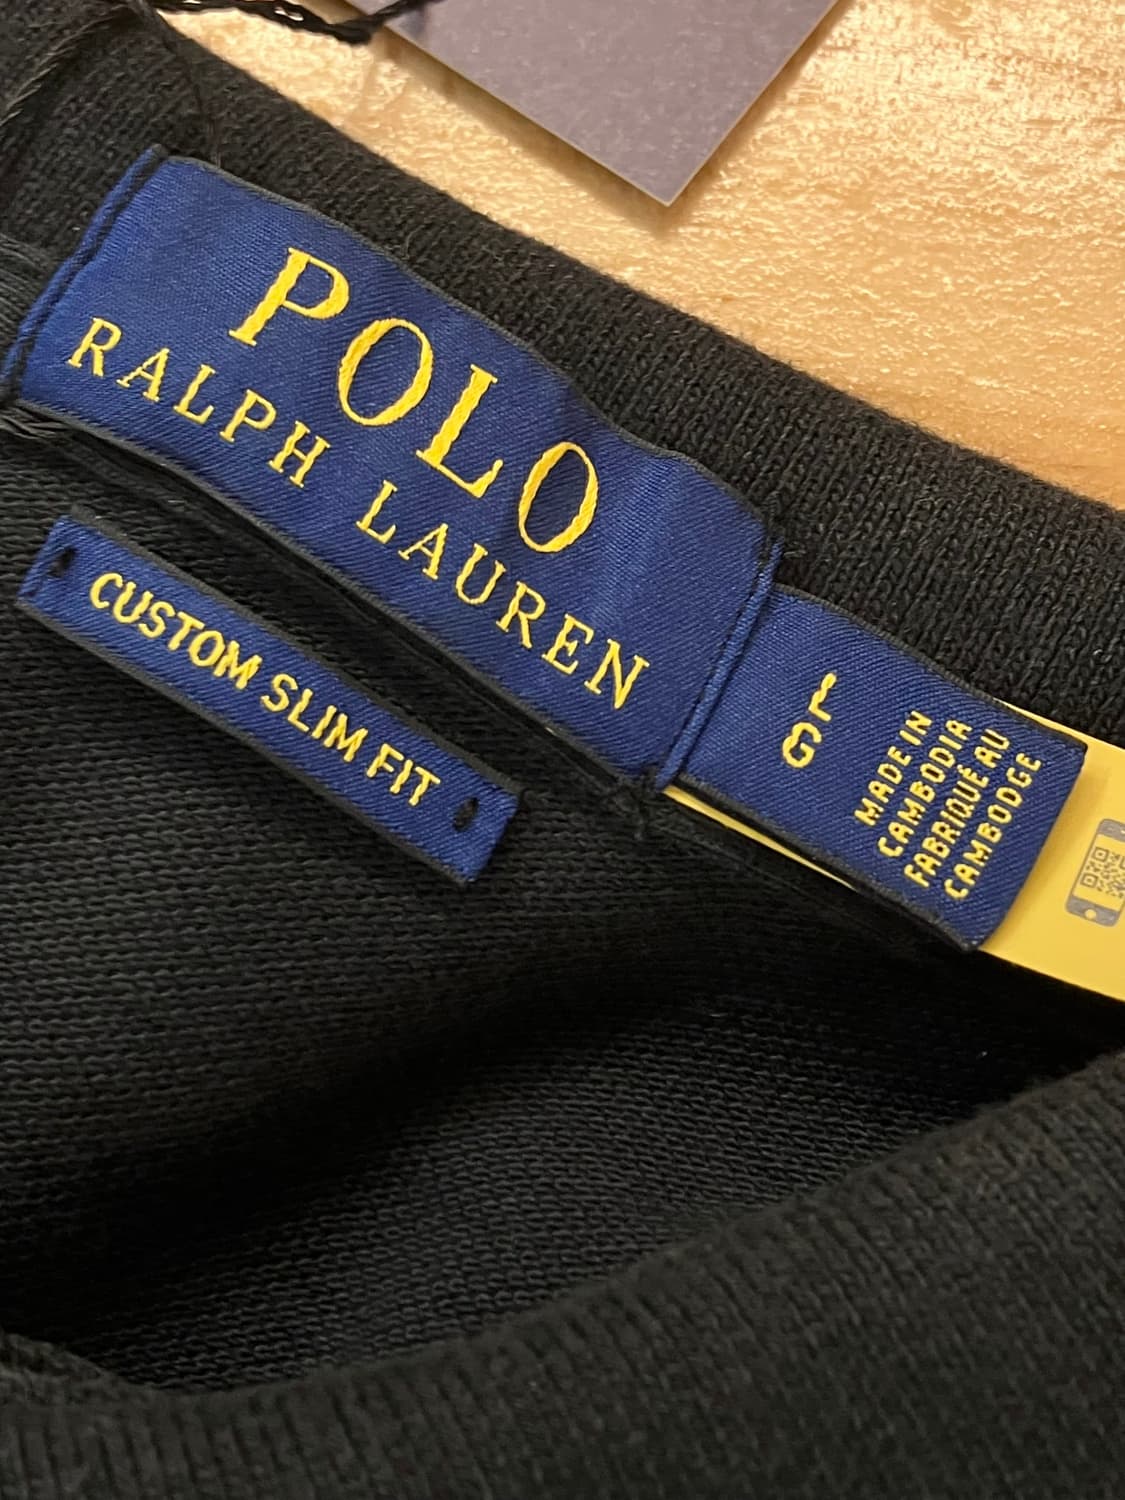 POLO
RALPH LAUREN
CUSTOM SLIM FIT
L
G
MADE IN
CAMBODIA
FABRIQUÉ AU
CAMBODGE